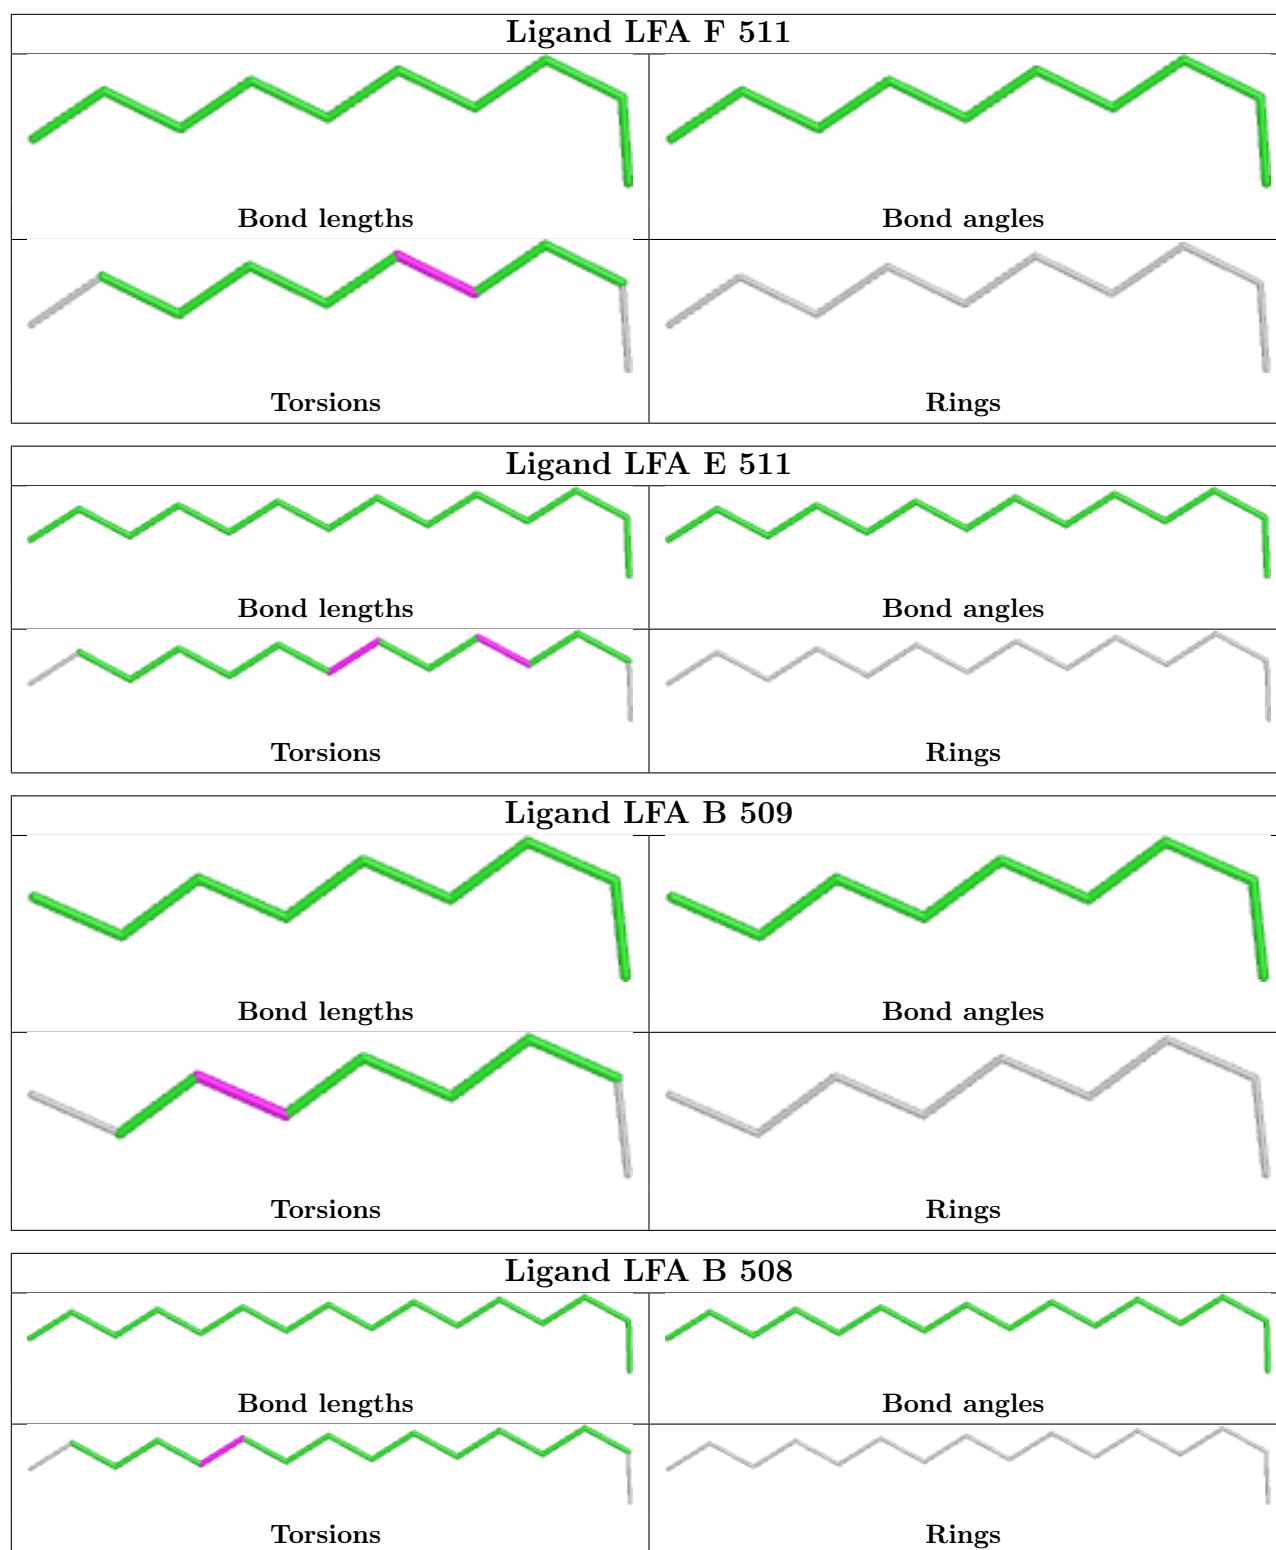 Ligand LFA F 511
Bond lengths
Bond angles
Torsions
Rings
Ligand LFA E 511
Bond lengths
Bond angles
Torsions
Rings
Ligand LFA B 509
Bond lengths
Bond angles
Torsions
Rings
Ligand LFA B 508
Bond lengths
Bond angles
Torsions
Rings